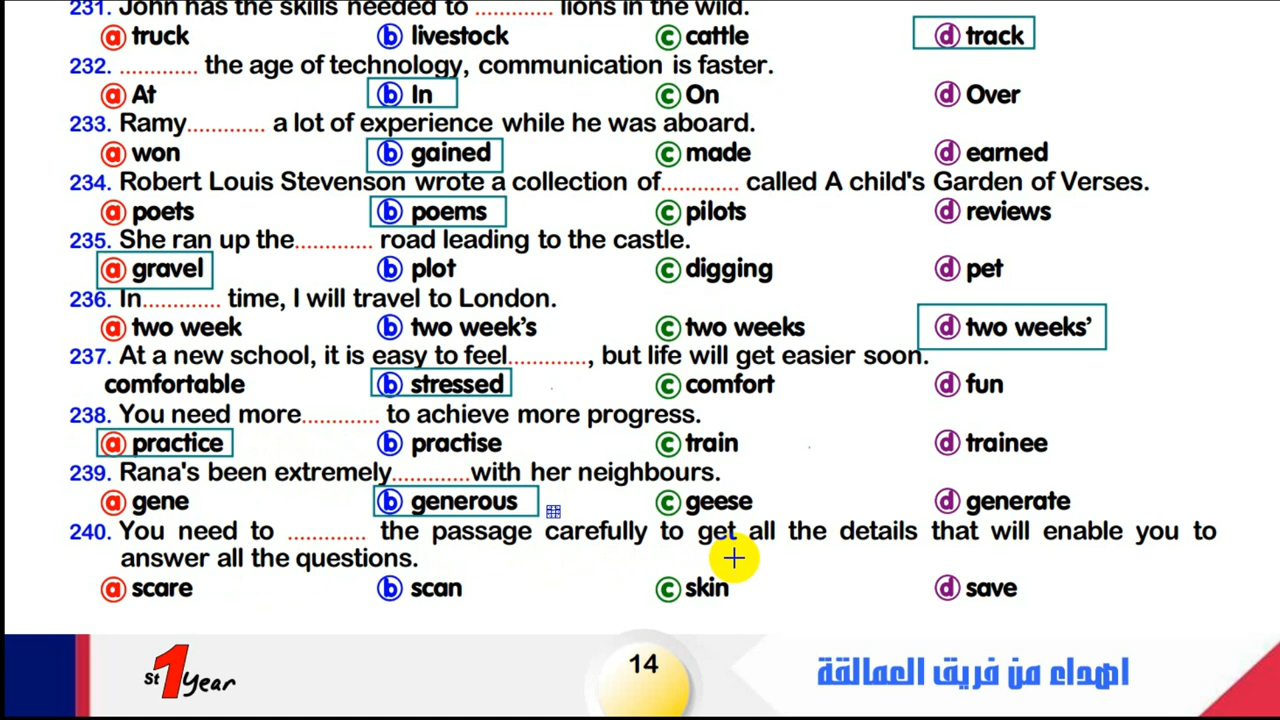 231. John has the skills needed to ............. lions in the wild.
a truck b livestock c cattle d track
232. ............. the age of technology, communication is faster.
a At b In c On d Over
233. Ramy............. a lot of experience while he was aboard.
a won b gained c made d earned
234. Robert Louis Stevenson wrote a collection of............. called A child's Garden of Verses.
a poets b poems c pilots d reviews
235. She ran up the............. road leading to the castle.
a gravel b plot c digging d pet
236. In............. time, I will travel to London.
a two week b two week’s c two weeks d two weeks’
237. At a new school, it is easy to feel............., but life will get easier soon.
comfortable b stressed c comfort d fun
238. You need more............. to achieve more progress.
a practice b practise c train d trainee
239. Rana's been extremely.............with her neighbours.
a gene b generous c geese d generate
240. You need to ............. the passage carefully to get all the details that will enable you to
answer all the questions.
a scare b scan c skin d save
1st Year 14 اهداء من فريق العمالقة